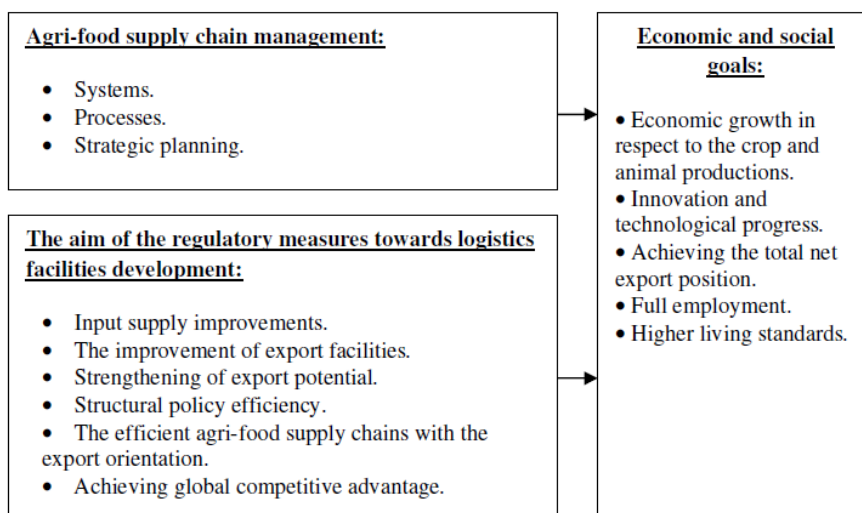 Agri-food supply chain management:
• Systems.
• Processes.
• Strategic planning.
The aim of the regulatory measures towards logistics
facilities development:
• Input supply improvements.
• The improvement of export facilities.
• Strengthening of export potential.
• Structural policy efficiency.
• The efficient agri-food supply chains with the
export orientation.
• Achieving global competitive advantage.
Economic and social
goals:
• Economic growth in
respect to the crop and
animal productions.
• Innovation and
technological progress.
• Achieving the total net
export position.
• Full employment.
• Higher living standards.